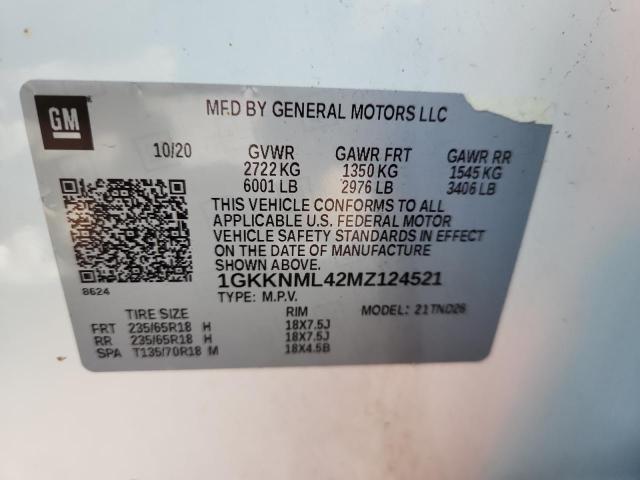 GM
MFD BY GENERAL MOTORS LLC
10/20 GVWR GAWR FRT GAWR RR
2722 KG 1350 KG 1545 KG
6001 LB 2976 LB 3406 LB
THIS VEHICLE CONFORMS TO ALL
APPLICABLE U.S. FEDERAL MOTOR
VEHICLE SAFETY STANDARDS IN EFFECT
ON THE DATE OF MANUFACTURE
SHOWN ABOVE.
8624
1GKKNML42MZ124521
TYPE: M.P.V. MODEL: 21TND26
TIRE SIZE RIM
FRT 235/65R18 H 18X7.5J
RR 235/65R18 H 18X7.5J
SPA T135/70R18 M 18X4.5B